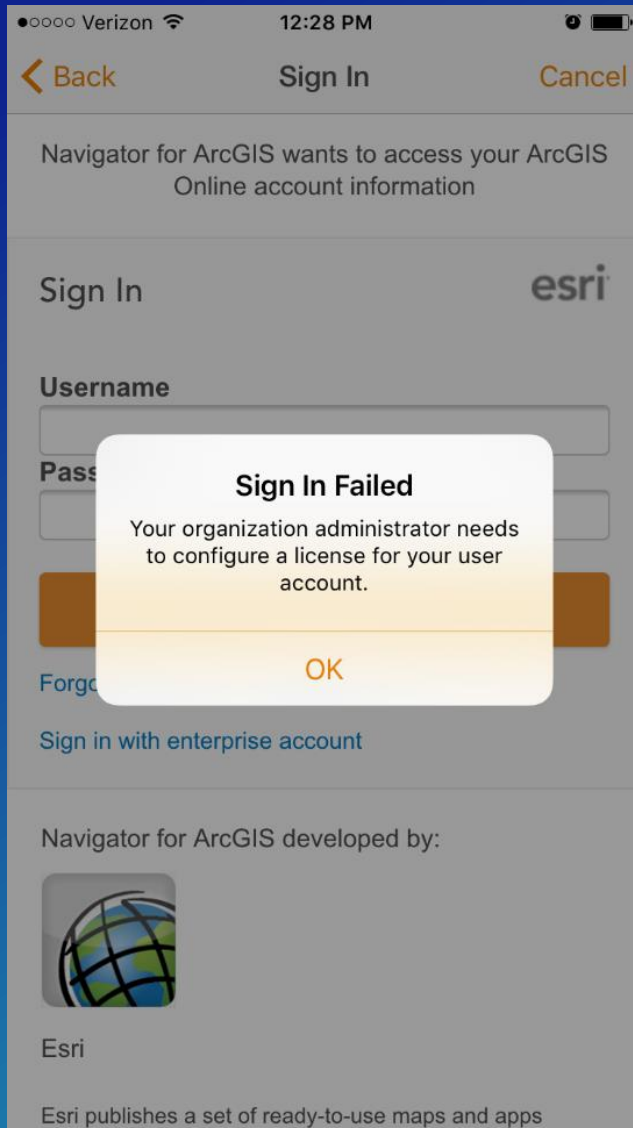 Verizon 12:28 PM
Back Sign In Cancel
Navigator for ArcGIS wants to access your ArcGIS
Online account information
Sign In esri
Username
Pass
Sign In Failed
Your organization administrator needs
to configure a license for your user
account.
OK
Forgo
Sign in with enterprise account
Navigator for ArcGIS developed by:
Esri
Esri publishes a set of ready-to-use maps and apps